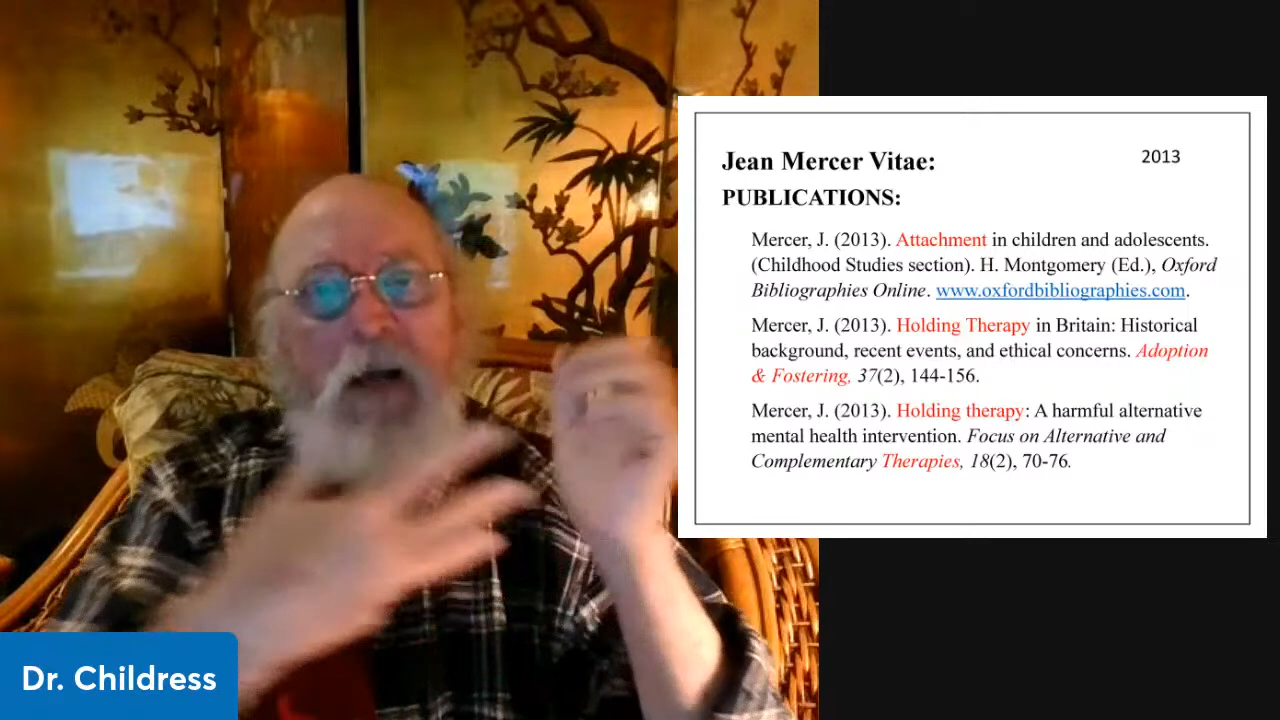 Jean Mercer Vitae:
2013
PUBLICATIONS:
Mercer, J. (2013). Attachment in children and adolescents.
(Childhood Studies section). H. Montgomery (Ed.), Oxford
Bibliographies Online. www.oxfordbibliographies.com.
Mercer, J. (2013). Holding Therapy in Britain: Historical
background, recent events, and ethical concerns. Adoption
& Fostering, 37(2), 144-156.
Mercer, J. (2013). Holding therapy: A harmful alternative
mental health intervention. Focus on Alternative and
Complementary Therapies, 18(2), 70-76.
Dr. Childress